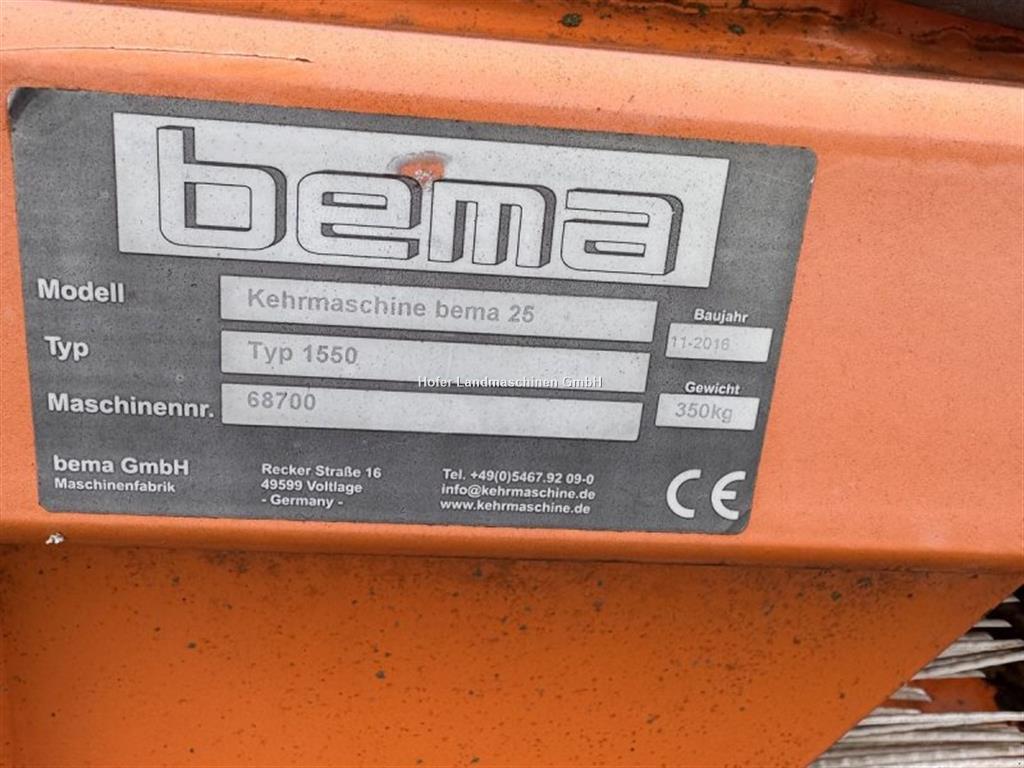 bema
Modell Kehrmaschine bema 25
Baujahr
11-2016
Typ Typ 1550
Hofer Landmaschinen GmbH
Gewicht
350kg
Maschinennr. 68700
bema GmbH
Maschinenfabrik
Recker Straße 16
49599 Voltlage
- Germany -
Tel. +49(0)5467.92 09-0
info@kehrmaschine.de
www.kehrmaschine.de
CE